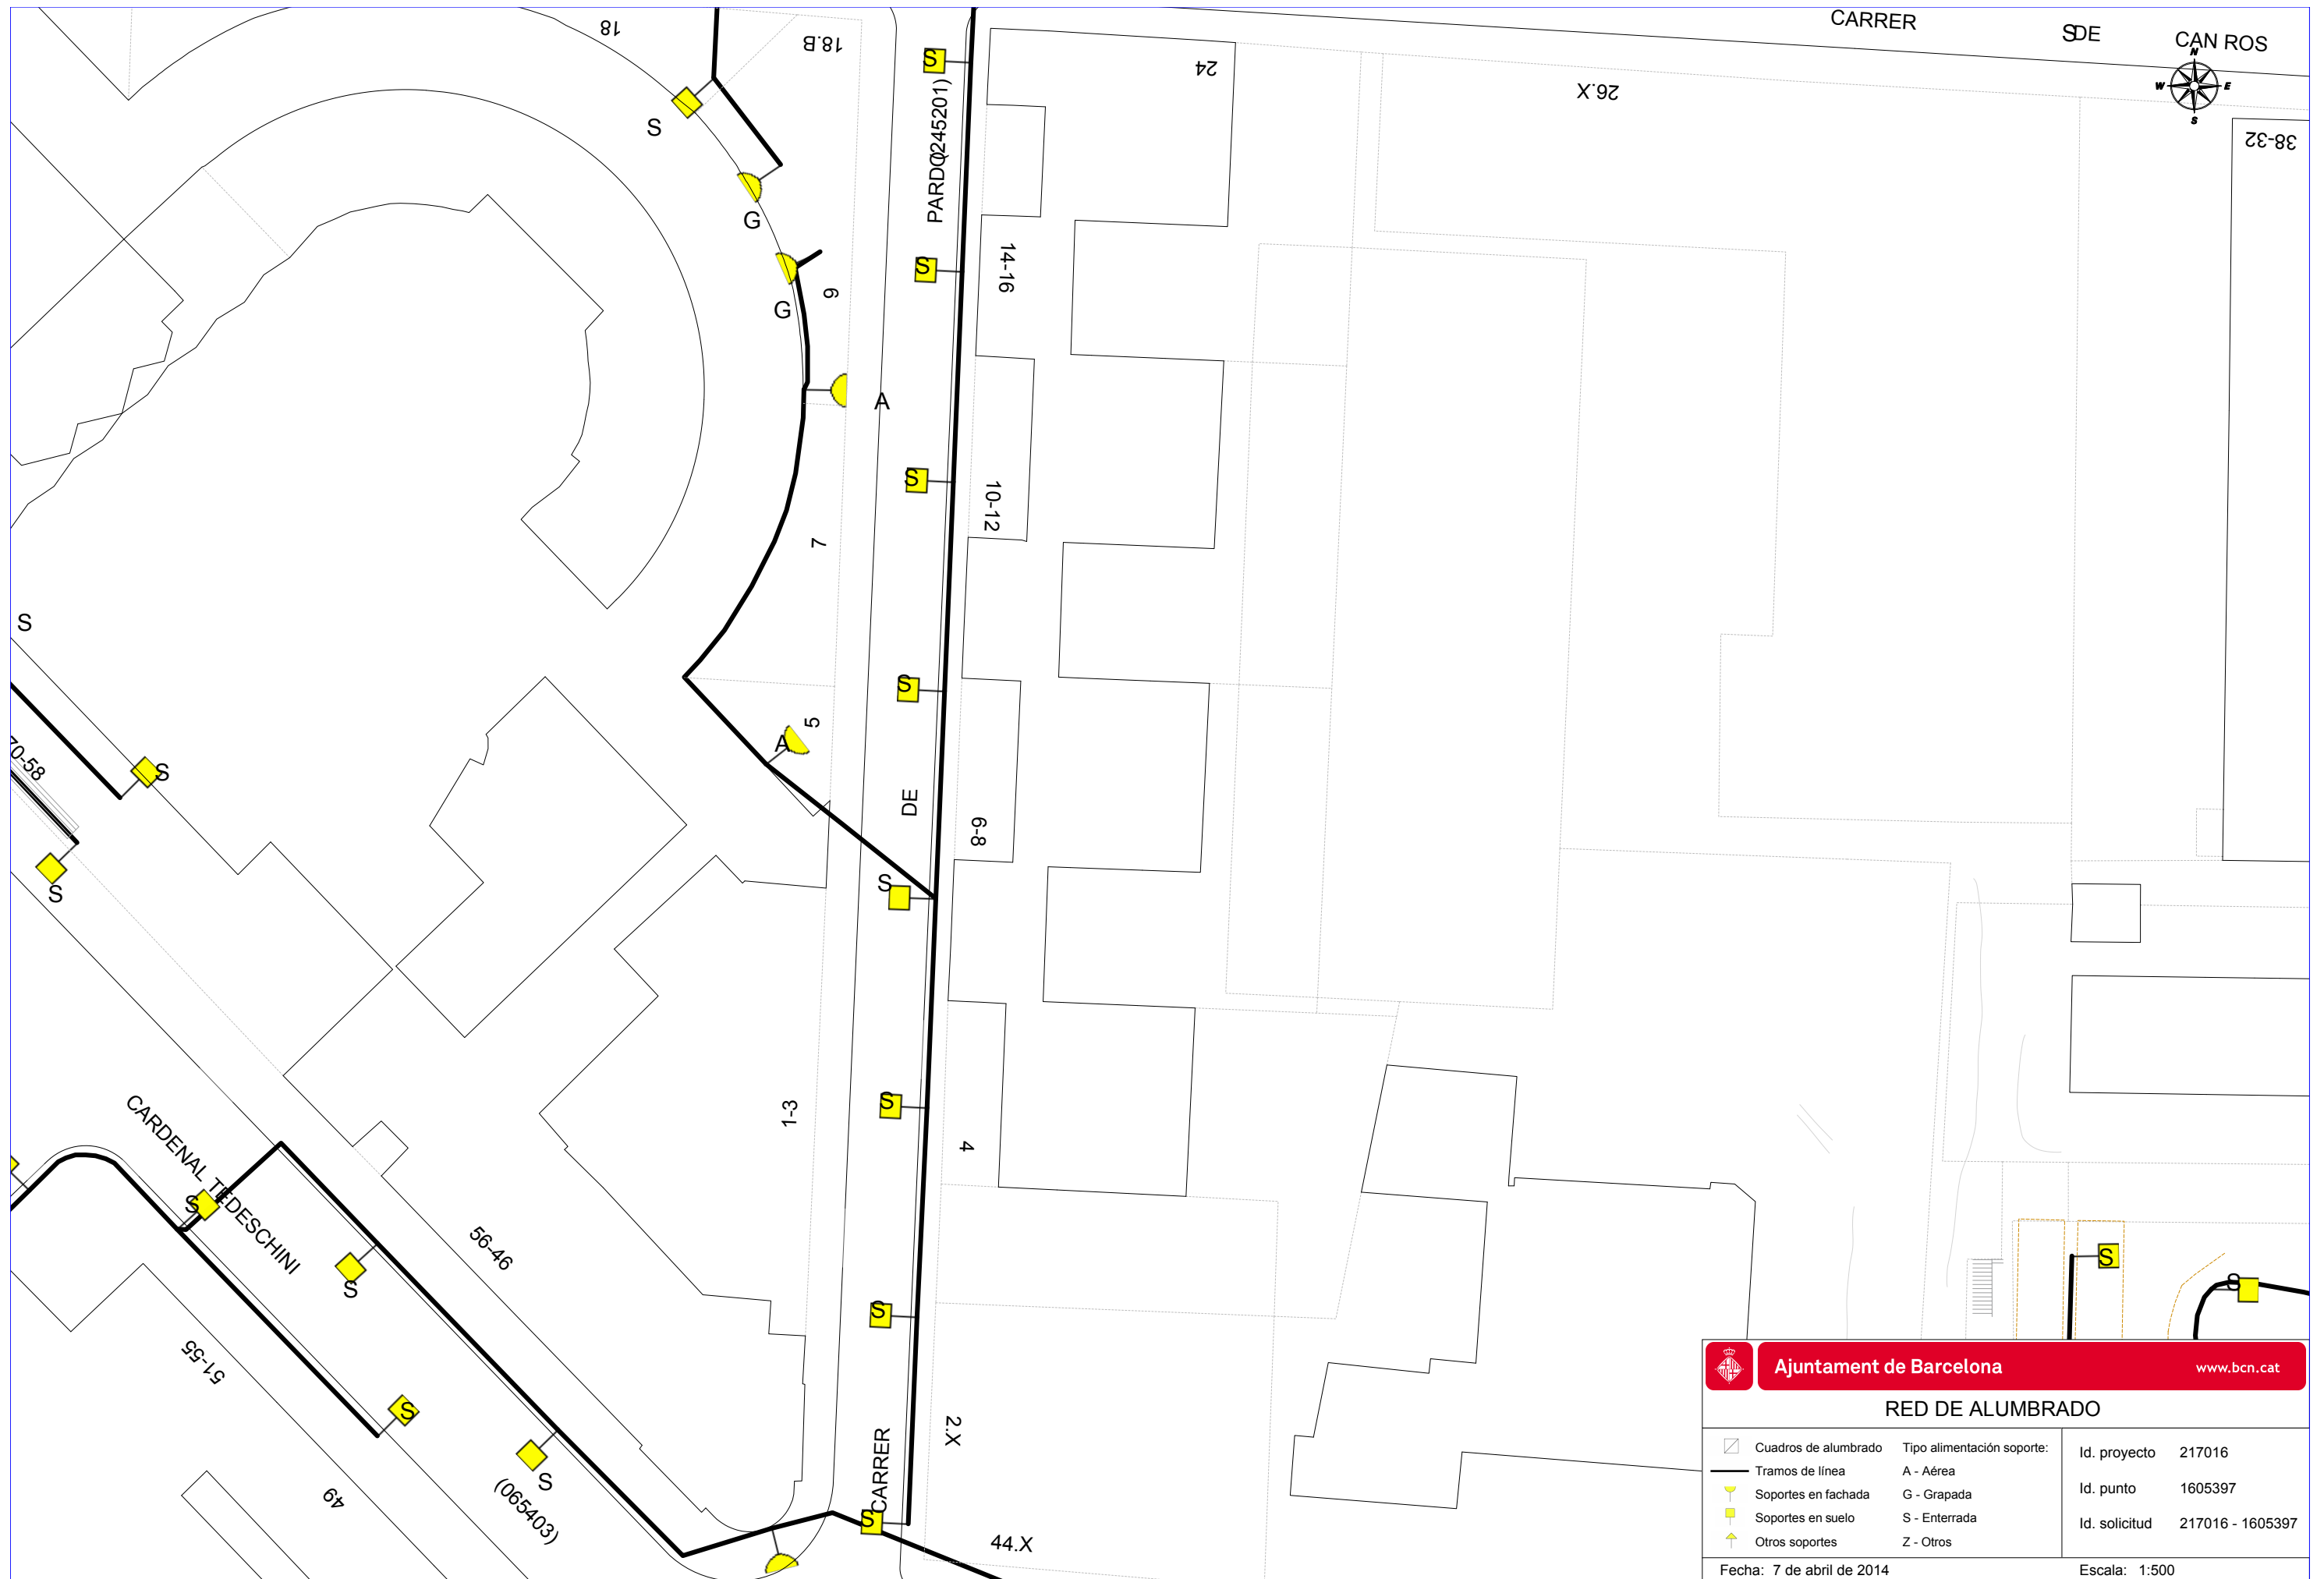 CARRER S DE CAN ROS
N
W E
S
18
18.B
S
PARDO (245201)
24
26.X
38-32
S
G
S
14-16
G
6
A
S
10-12
7
S
S
5
A
70-58
S
S
DE
6-8
S
S
1-3
S
4
CARDENAL TEDESCHINI
S
56-46
S
S
S
S
51-55
S
2.X
CARRER
S
49
S
(065403)
44.X
Ajuntament de Barcelona
www.bcn.cat
RED DE ALUMBRADO
Cuadros de alumbrado
Tramos de línea
Soportes en fachada
Soportes en suelo
Otros soportes
Tipo alimentación soporte:
A - Aérea
G - Grapada
S - Enterrada
Z - Otros
Id. proyecto 217016
Id. punto 1605397
Id. solicitud 217016 - 1605397
Fecha: 7 de abril de 2014
Escala: 1:500